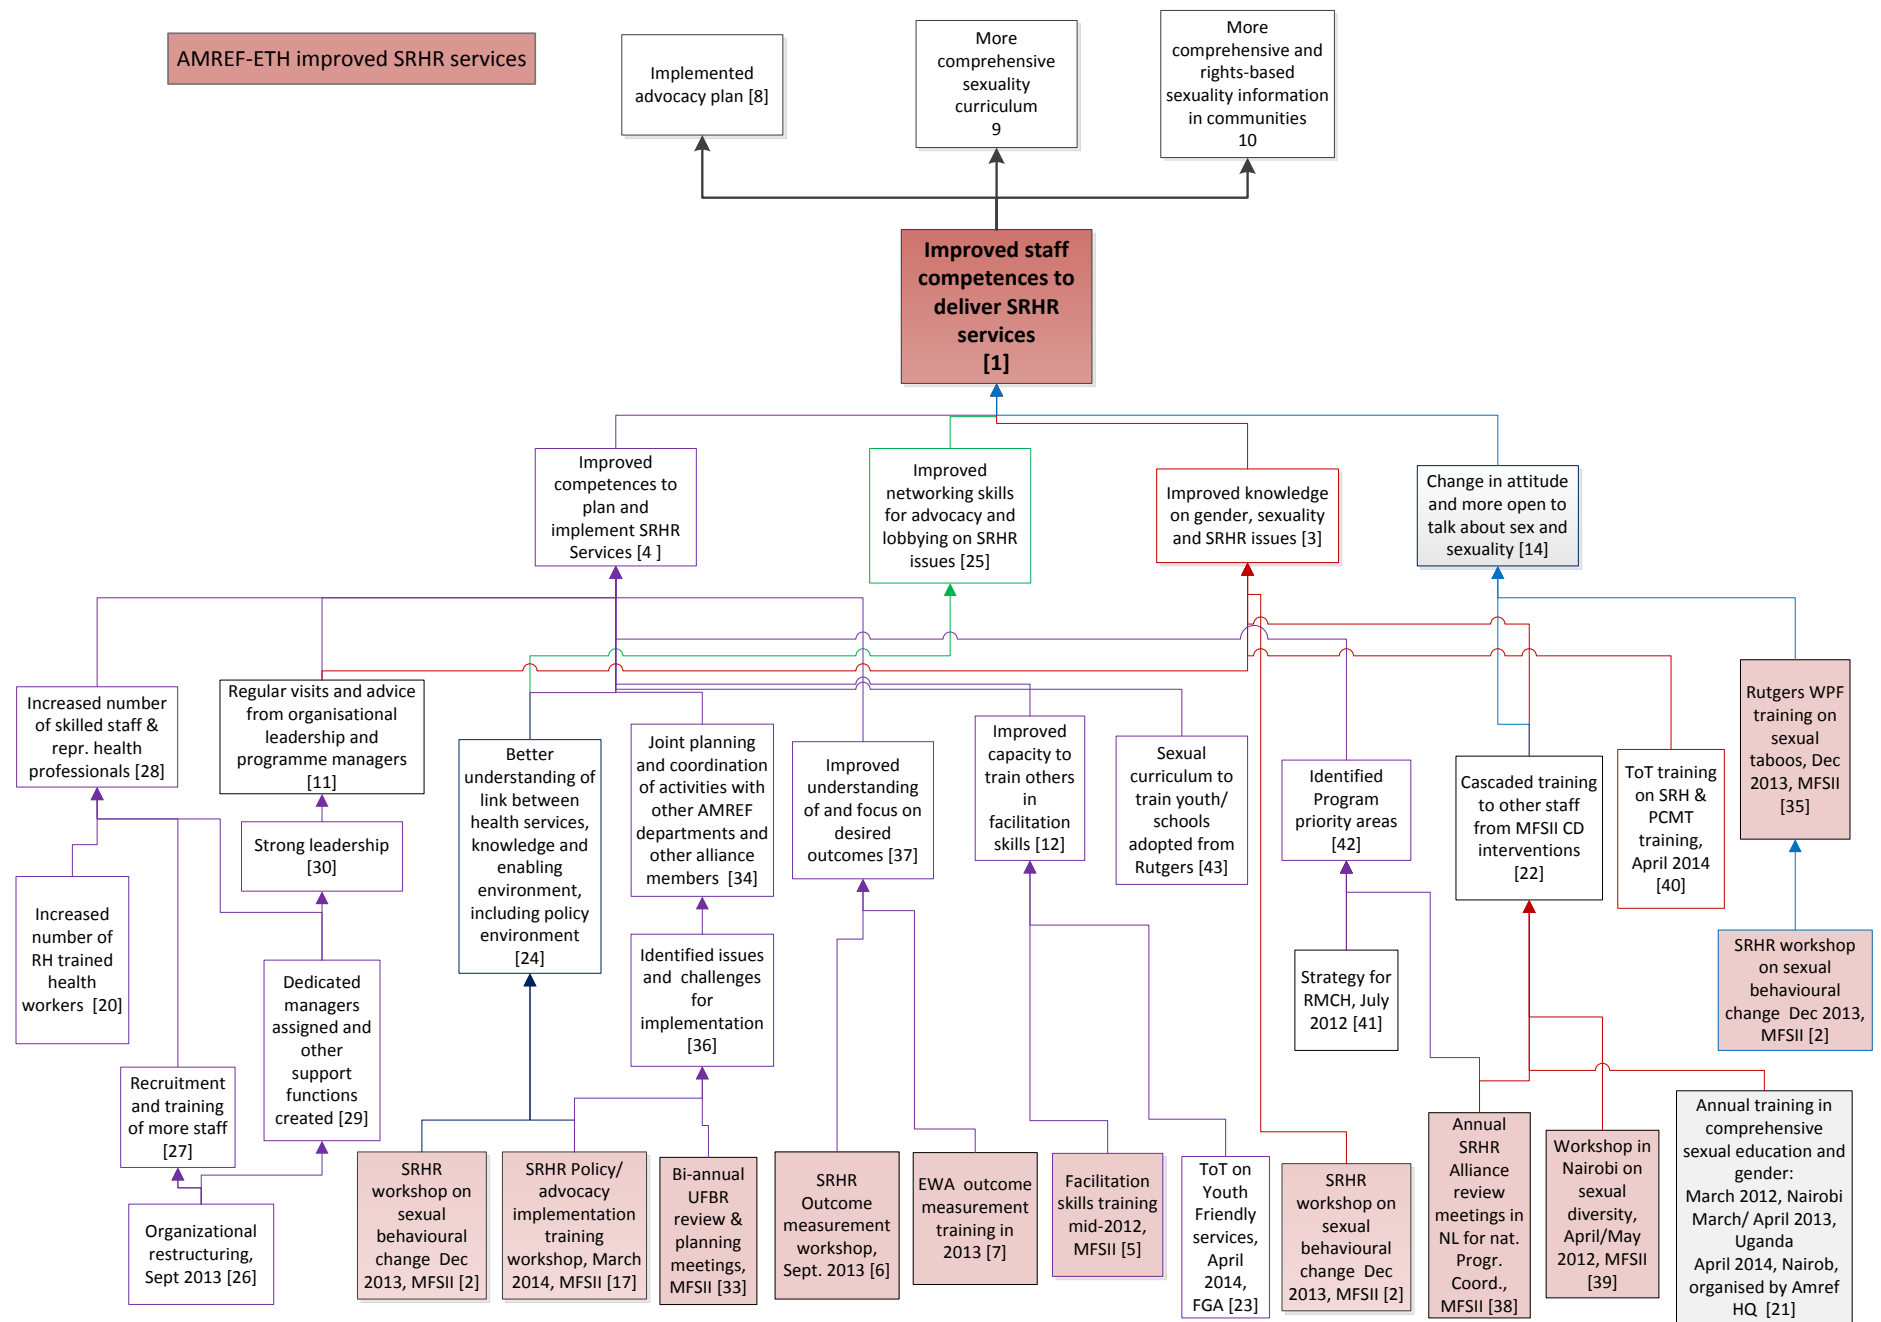 AMREF-ETH improved SRHR services
Implemented
advocacy plan [8]
More
comprehensive
sexuality
curriculum
9
More
comprehensive and
rights-based
sexuality information
in communities
10
Improved staff
competences to
deliver SRHR
services
[1]
Improved
competences to
plan and
implement SRHR
Services [4 ]
Improved
networking skills
for advocacy and
lobbying on SRHR
issues [25]
Improved knowledge
on gender, sexuality
and SRHR issues [3]
Change in attitude
and more open to
talk about sex and
sexuality [14]
Increased number
of skilled staff &
repr. health
professionals [28]
Regular visits and advice
from organisational
leadership and
programme managers
[11]
Better
understanding of
link between
health services,
knowledge and
enabling
environment,
including policy
environment
[24]
Joint planning
and coordination
of activities with
other AMREF
departments and
other alliance
members  [34]
Improved
understanding
of and focus on
desired
outcomes [37]
Improved
capacity to
train others
in
facilitation
skills [12]
Sexual
curriculum to
train youth/
schools
adopted from
Rutgers [43]
Identified
Program
priority areas
[42]
Cascaded training
to other staff
from MFSII CD
interventions
[22]
ToT training
on SRH &
PCMT
training,
April 2014
[40]
Rutgers WPF
training on
sexual
taboos, Dec
2013, MFSII
[35]
Strong leadership
[30]
Increased
number of
RH trained
health
workers  [20]
Dedicated
managers
assigned and
other
support
functions
created [29]
Identified issues
and  challenges
for
implementation
[36]
Strategy for
RMCH, July
2012 [41]
SRHR workshop
on sexual
behavioural
change  Dec 2013,
MFSII [2]
Recruitment
and training
of more staff
[27]
Organizational
restructuring,
Sept 2013 [26]
SRHR
workshop on
sexual
behavioural
change  Dec
2013, MFSII [2]
SRHR Policy/
advocacy
implementation
training
workshop, March
2014, MFSII [17]
Bi-annual
UFBR
review &
planning
meetings,
MFSII [33]
SRHR
Outcome
measurement
workshop,
Sept. 2013 [6]
EWA  outcome
measurement
training in
2013 [7]
Facilitation
skills training
mid-2012,
MFSII [5]
ToT on
Youth
Friendly
services,
April
2014,
FGA [23]
SRHR
workshop on
sexual
behavioural
change  Dec
2013, MFSII [2]
Annual
SRHR
Alliance
review
meetings in
NL for nat.
Progr.
Coord.,
MFSII [38]
Workshop in
Nairobi on
sexual
diversity,
April/May
2012, MFSII
[39]
Annual training in
comprehensive
sexual education and
gender:
March 2012, Nairobi
March/ April 2013,
Uganda
April 2014, Nairob,
organised by Amref
HQ  [21]